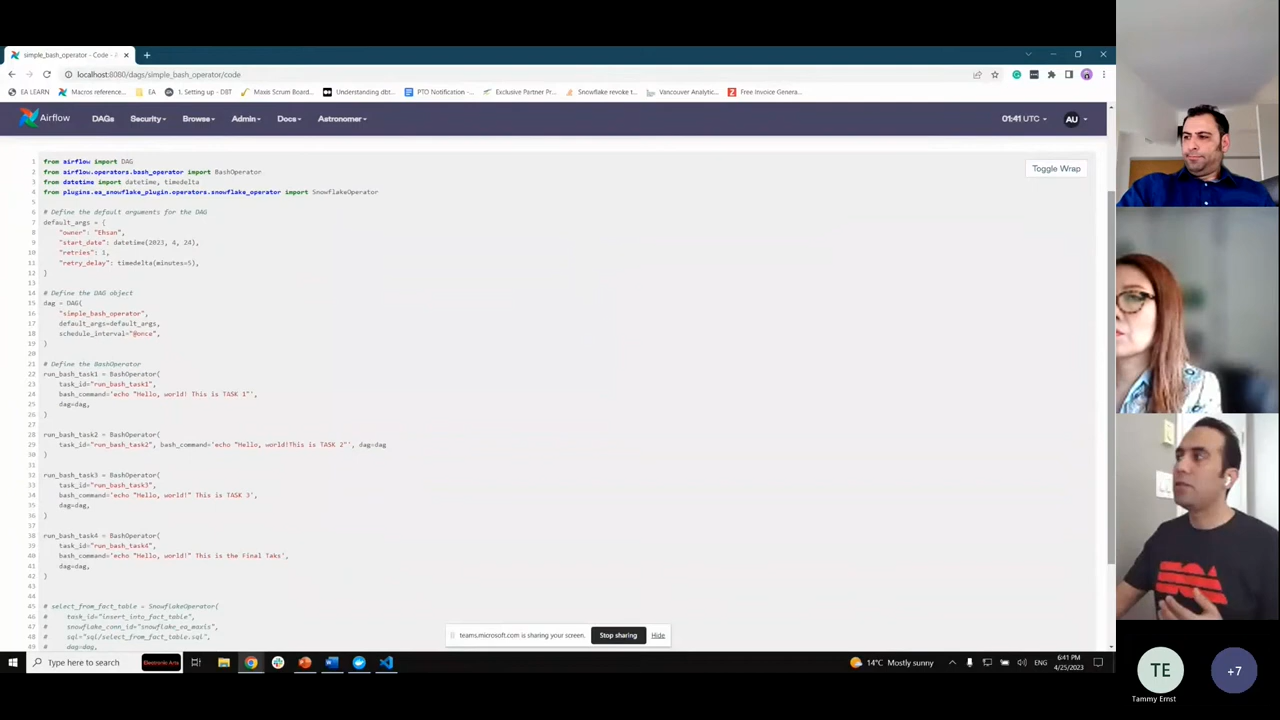 simple_bash_operator - Code - A
localhost:8080/dags/simple_bash_operator/code
EA LEARN
Macros reference...
EA
1. Setting up - DBT
Maxis Scrum Board...
Understanding dbt...
PTO Notification -...
Exclusive Partner Pr...
Snowflake revoke t...
Vancouver Analytic...
Free Invoice Genera...
Airflow
DAGs
Security
Browse
Admin
Docs
Astronomer
01:41 UTC
AU
Toggle Wrap
1 from airflow import DAG
2 from airflow.operators.bash_operator import BashOperator
3 from datetime import datetime, timedelta
4 from plugins.ea_snowflake_plugin.operators.snowflake_operator import SnowflakeOperator
5
6 # Define the default arguments for the DAG
7 default_args = {
8 "owner": "Ehsan",
9 "start_date": datetime(2023, 4, 24),
10 "retries": 1,
11 "retry_delay": timedelta(minutes=5),
12 }
13
14 # Define the DAG object
15 dag = DAG(
16 "simple_bash_operator",
17 default_args=default_args,
18 schedule_interval="@once",
19 )
20
21 # Define the BashOperator
22 run_bash_task1 = BashOperator(
23 task_id="run_bash_task1",
24 bash_command='echo "Hello, world! This is TASK 1"',
25 dag=dag,
26 )
27
28 run_bash_task2 = BashOperator(
29 task_id="run_bash_task2", bash_command='echo "Hello, world!This is TASK 2"', dag=dag
30 )
31
32 run_bash_task3 = BashOperator(
33 task_id="run_bash_task3",
34 bash_command='echo "Hello, world!" This is TASK 3',
35 dag=dag,
36 )
37
38 run_bash_task4 = BashOperator(
39 task_id="run_bash_task4",
40 bash_command='echo "Hello, world!" This is the Final Taks',
41 dag=dag,
42 )
43
44
45 # select_from_fact_table = SnowflakeOperator(
46 # task_id="insert_into_fact_table",
47 # snowflake_conn_id="snowflake_ea_maxis",
48 # sql="sql/select_from_fact_table.sql",
49 # dag=dag,
teams.microsoft.com is sharing your screen.
Stop sharing
Hide
Type here to search
Electronic Arts
14°C Mostly sunny
ENG
6:41 PM
4/25/2023
TE
Tammy Ernst
+7